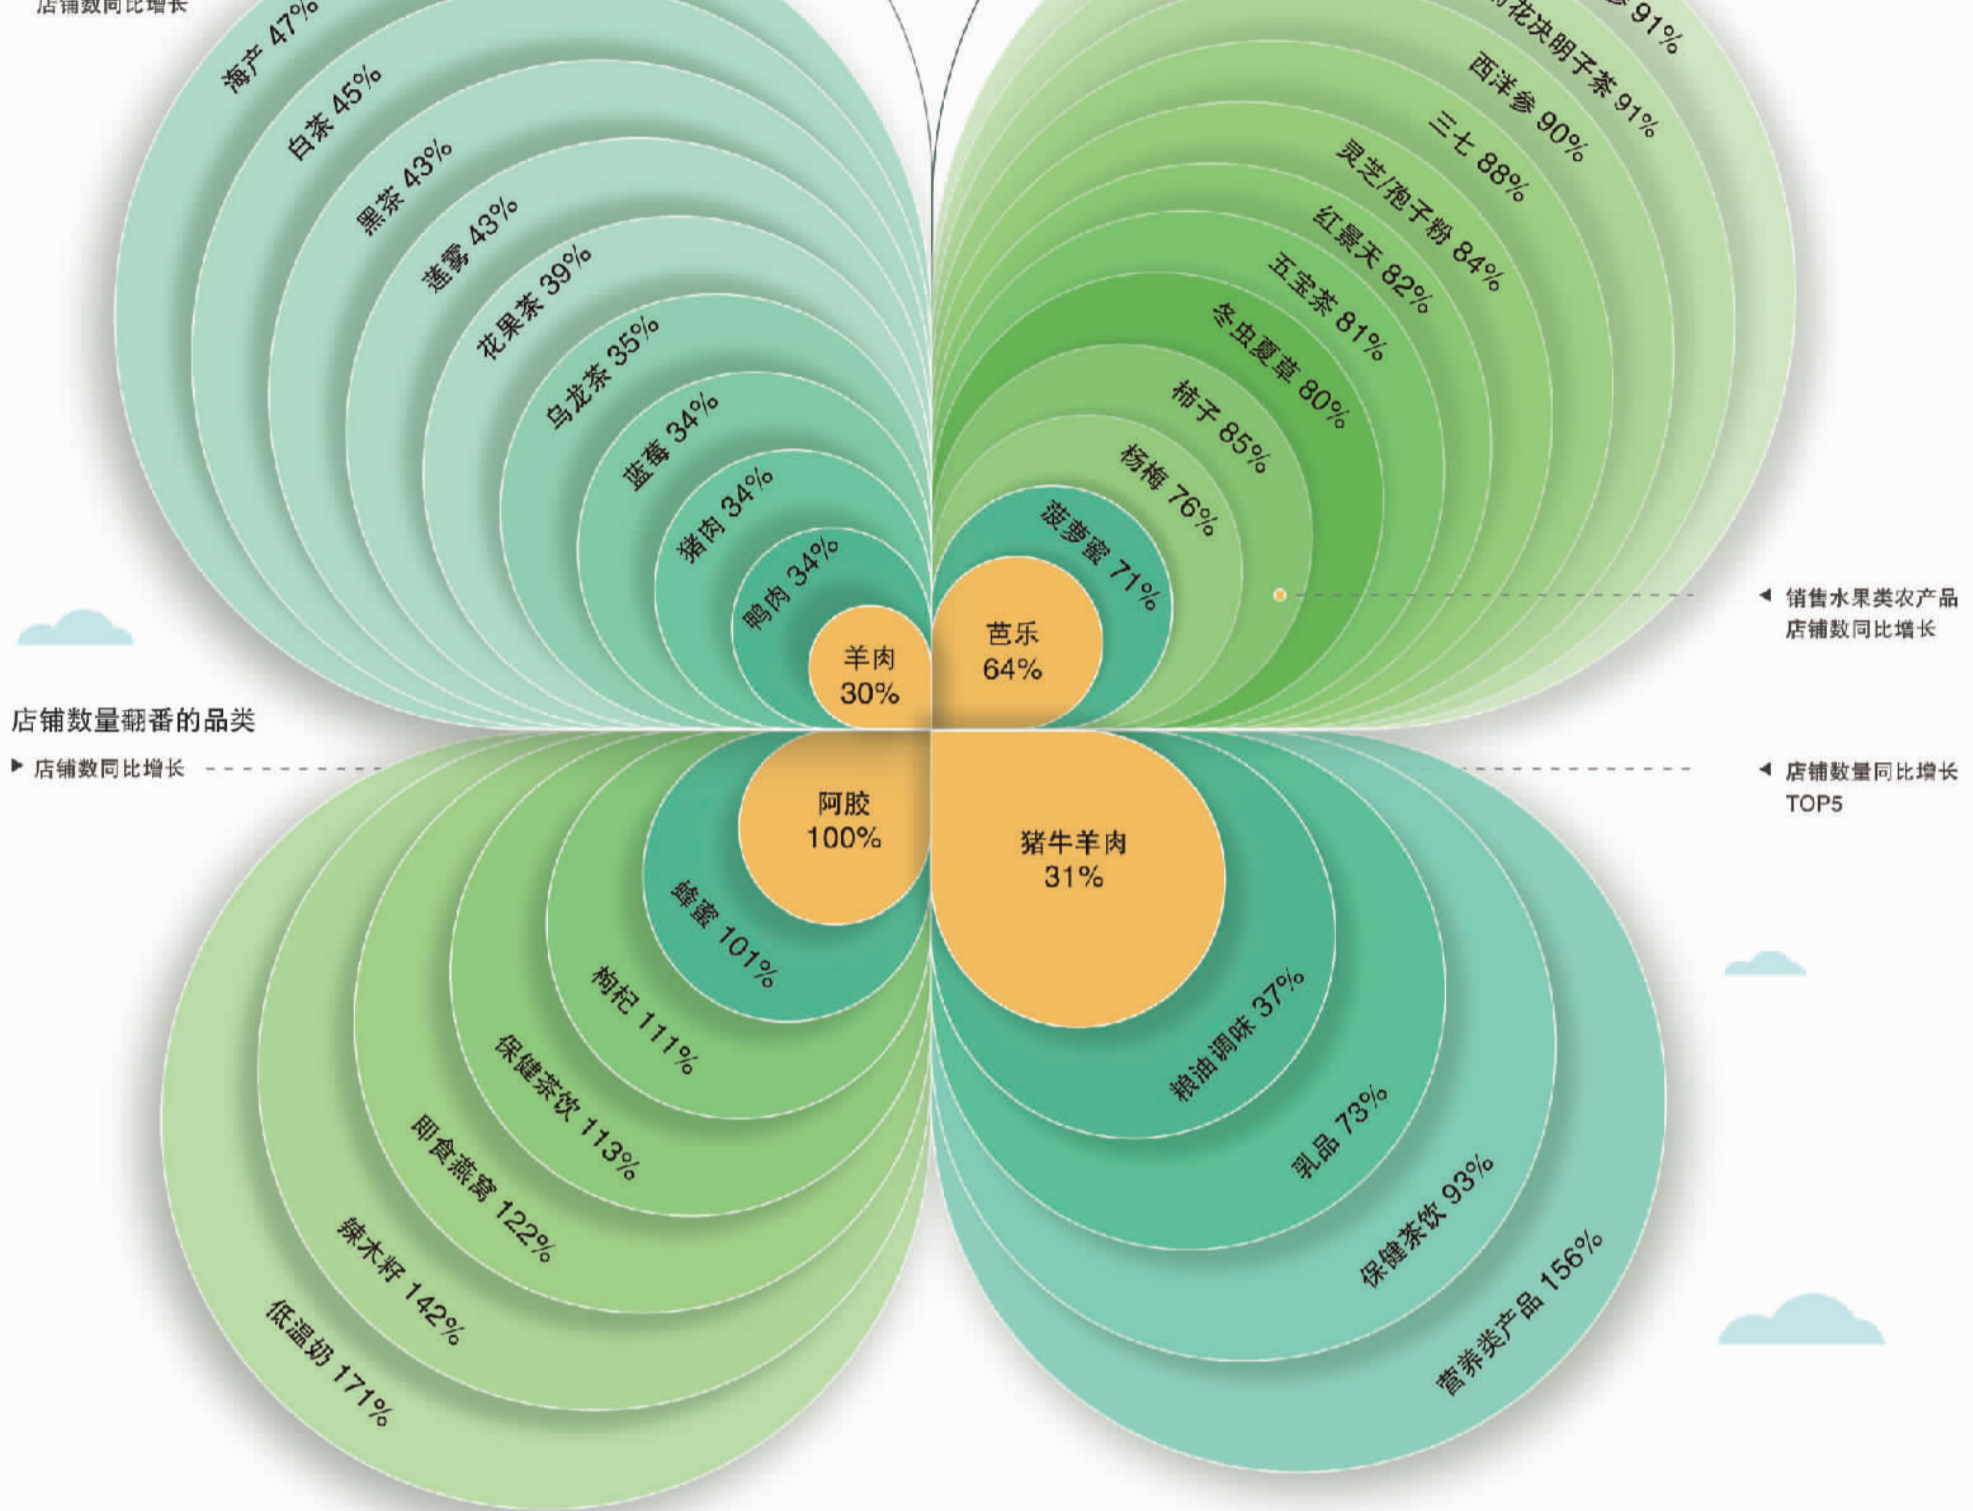 店铺数同比增长
海产 47%
白茶 45%
黑茶 43%
莲雾 43%
花果茶 39%
乌龙茶 35%
蓝莓 34%
猪肉 34%
鸭肉 34%
羊肉
30%
参 91%
花决明子茶 91%
西洋参 90%
三七 88%
灵芝/孢子粉 84%
红景天 82%
五宝茶 81%
冬虫夏草 80%
柿子 85%
杨梅 76%
菠萝蜜 71%
芭乐
64%
◀ 销售水果类农产品
店铺数同比增长
店铺数量翻番的品类
▶ 店铺数同比增长
阿胶
100%
蜂蜜 101%
枸杞 111%
保健茶饮 113%
即食燕窝 122%
辣木籽 142%
低温奶 171%
◀ 店铺数量同比增长
TOP5
猪牛羊肉
31%
粮油调味 37%
乳品 73%
保健茶饮 93%
营养类产品 156%